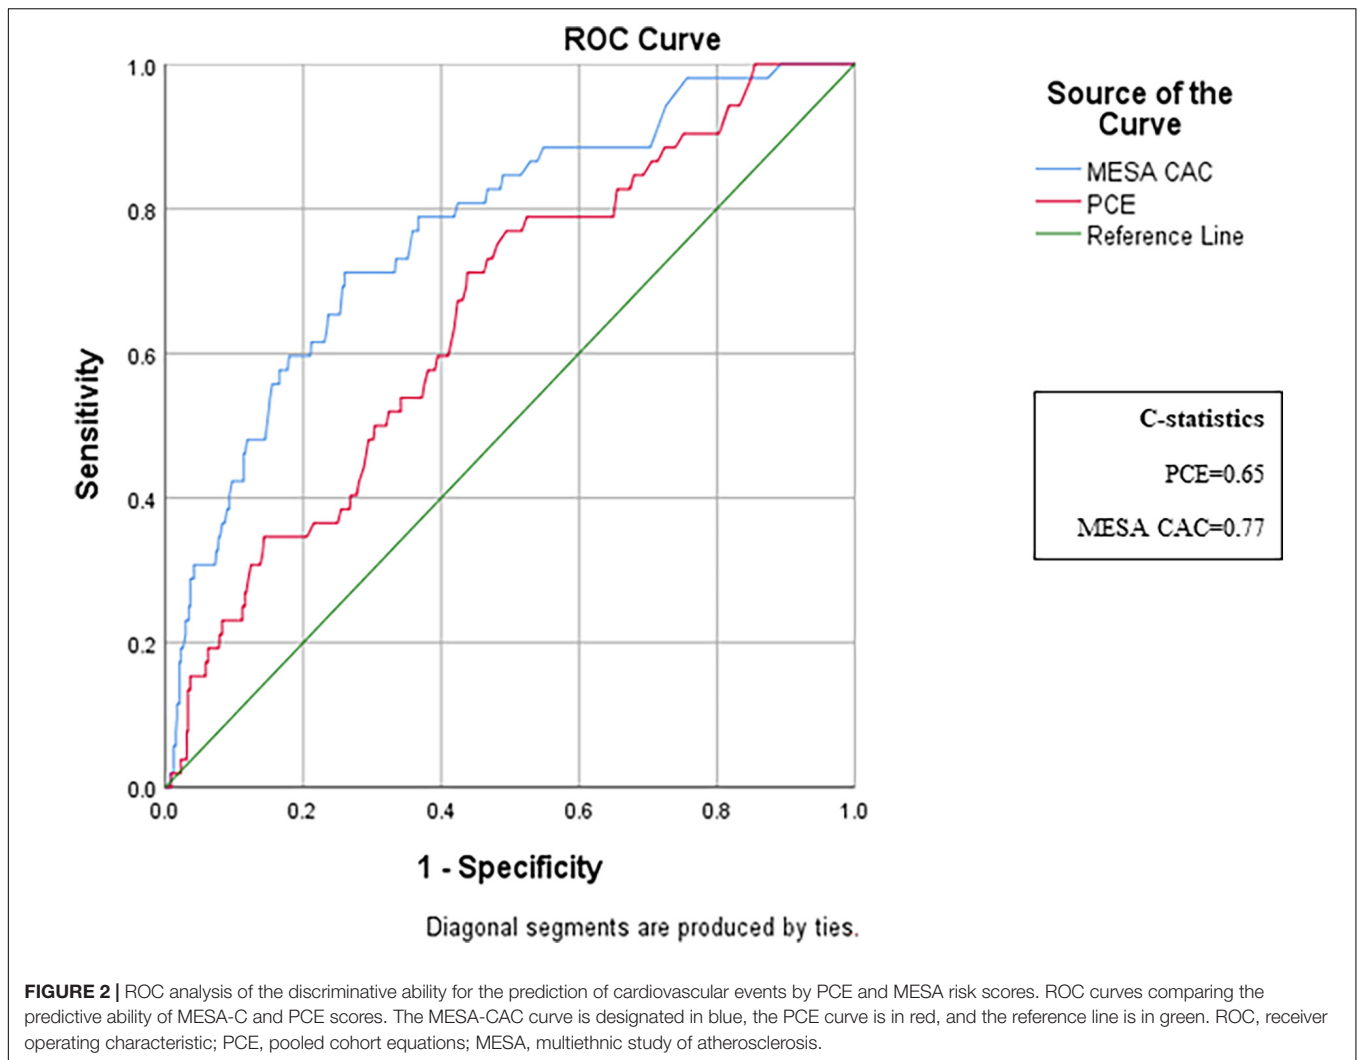 ROC Curve
1.0
0.8
0.6
0.4
0.2
0.0
Sensitivity
0.0 0.2 0.4 0.6 0.8 1.0
1 - Specificity
Diagonal segments are produced by ties.
Source of the
Curve
MESA CAC
PCE
Reference Line
C-statistics
PCE=0.65
MESA CAC=0.77
FIGURE 2 | ROC analysis of the discriminative ability for the prediction of cardiovascular events by PCE and MESA risk scores. ROC curves comparing the
predictive ability of MESA-C and PCE scores. The MESA-CAC curve is designated in blue, the PCE curve is in red, and the reference line is in green. ROC, receiver
operating characteristic; PCE, pooled cohort equations; MESA, multiethnic study of atherosclerosis.